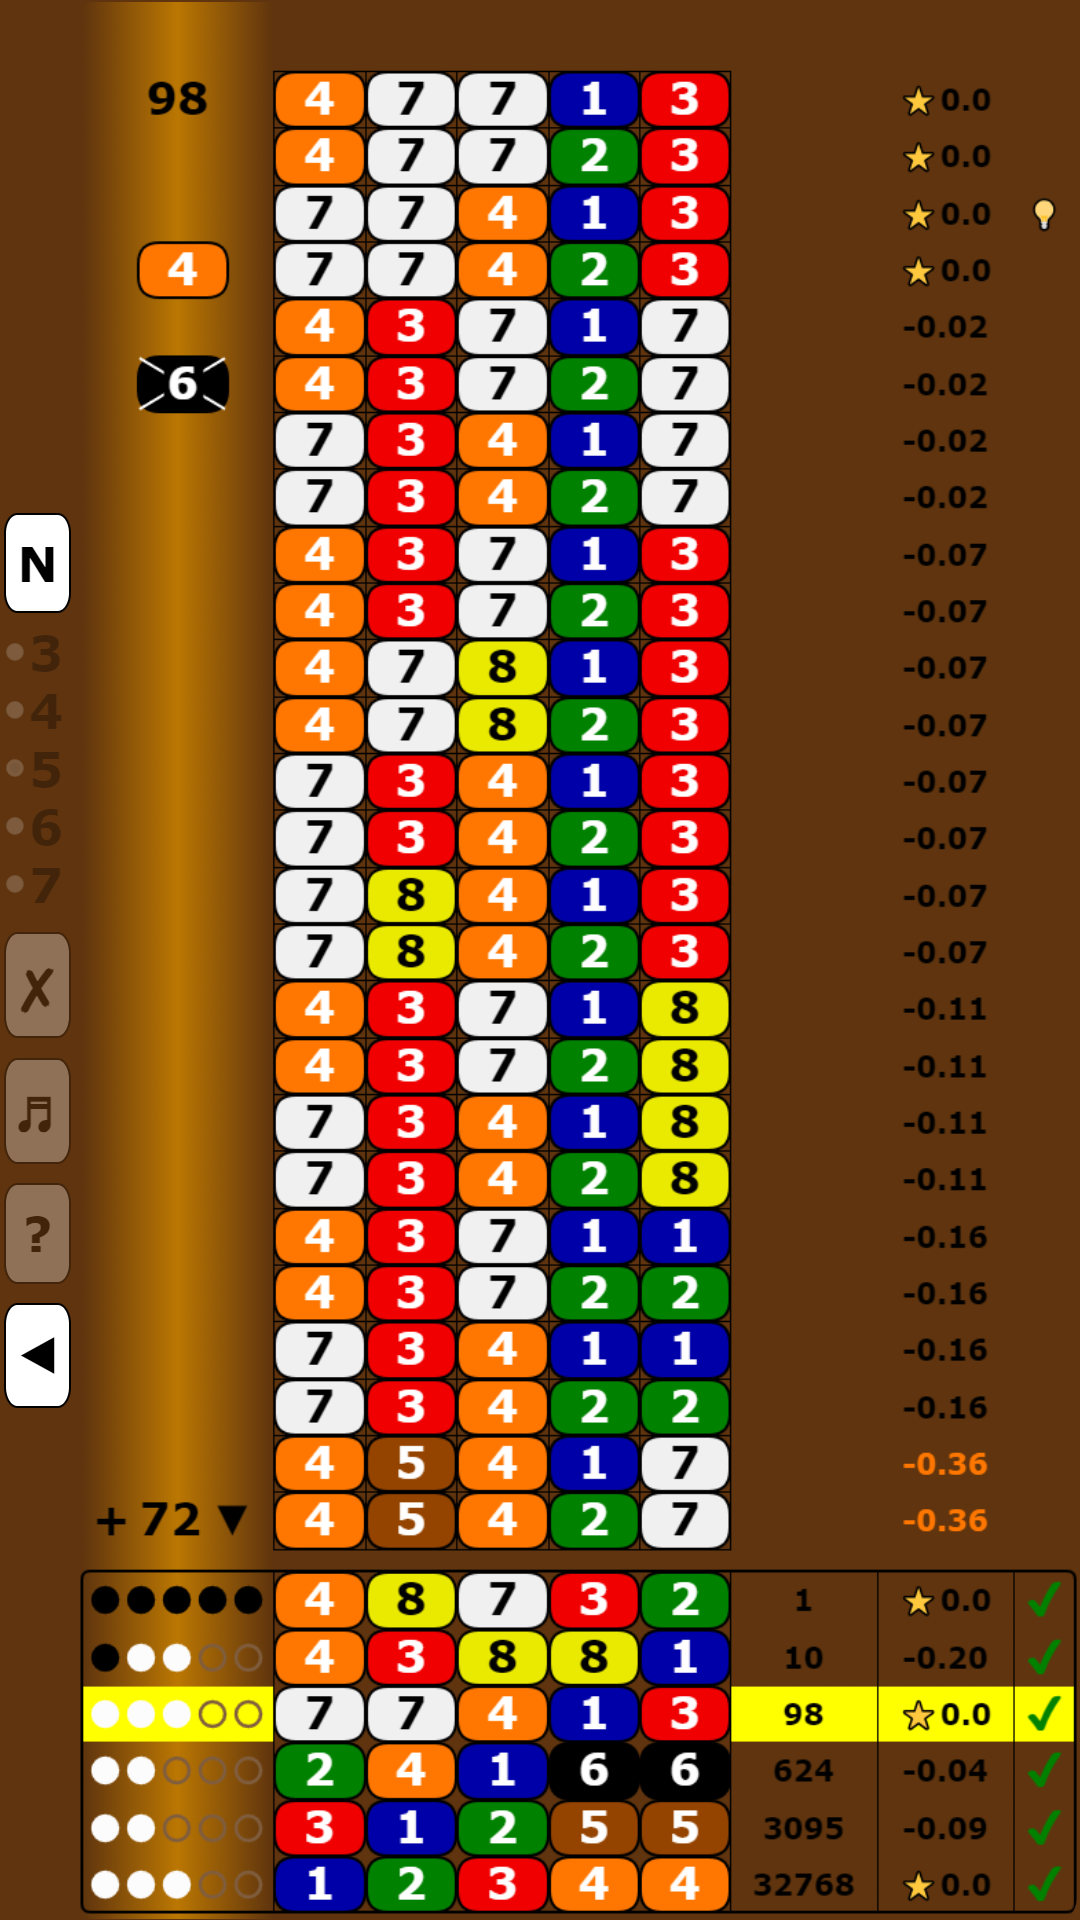 98 4 7 7 1 3 0.0
4 7 7 2 3 0.0
7 7 4 1 3 0.0
4 7 7 4 2 3 0.0
4 3 7 1 7 -0.02
6 4 3 7 2 7 -0.02
7 3 4 1 7 -0.02
7 3 4 2 7 -0.02
N 4 3 7 1 3 -0.07
4 3 7 2 3 -0.07
3 4 7 8 1 3 -0.07
4 4 7 8 2 3 -0.07
5 7 3 4 1 3 -0.07
6 7 3 4 2 3 -0.07
7 7 8 4 1 3 -0.07
7 8 4 2 3 -0.07
✗ 4 3 7 1 8 -0.11
4 3 7 2 8 -0.11
♬ 7 3 4 1 8 -0.11
7 3 4 2 8 -0.11
? 4 3 7 1 1 -0.16
4 3 7 2 2 -0.16
◀ 7 3 4 1 1 -0.16
7 3 4 2 2 -0.16
4 5 4 1 7 -0.36
+ 72 ▼ 4 5 4 2 7 -0.36
4 8 7 3 2 1 0.0
4 3 8 8 1 10 -0.20
7 7 4 1 3 98 0.0
2 4 1 6 6 624 -0.04
3 1 2 5 5 3095 -0.09
1 2 3 4 4 32768 0.0